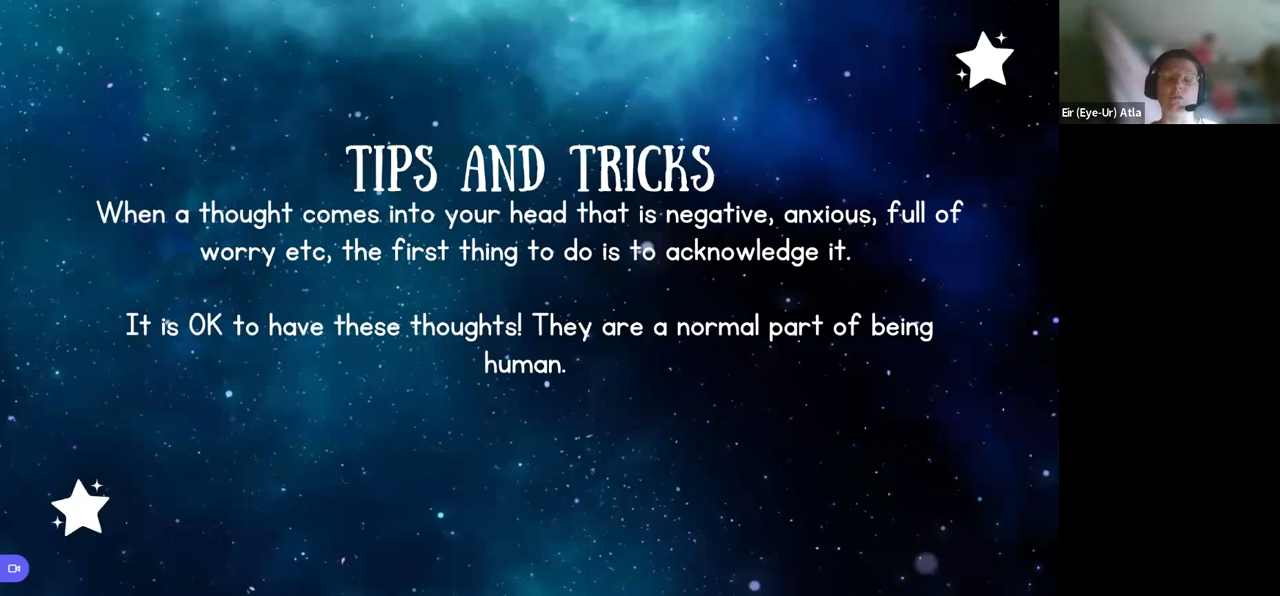 TIPS AND TRICKS
When a thought comes into your head that is negative, anxious, full of
worry etc, the first thing to do is to acknowledge it.
It is OK to have these thoughts! They are a normal part of being
human.
Eir (Eye-Ur) Atla